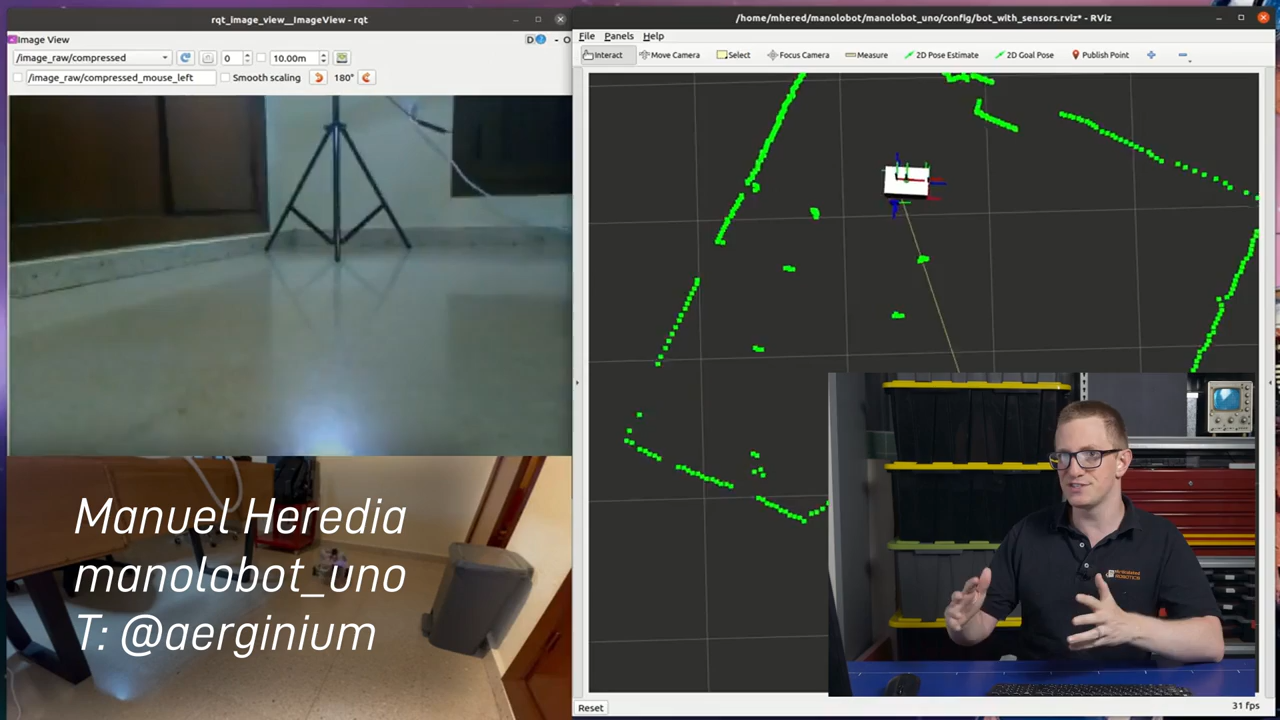 rqt_image_view__ImageView - rqt
Image View
D
- O
/image_raw/compressed
0
10.00m
/image_raw/compressed_mouse_left
Smooth scaling
180°
/home/mhered/manolobot/manolobot_uno/config/bot_with_sensors.rviz* - RViz
File Panels Help
Interact Move Camera Select Focus Camera Measure 2D Pose Estimate 2D Goal Pose Publish Point
Manuel Heredia
manolobot_uno
T: @aerginium
Articulated
ROBOTICS
Reset
31 fps